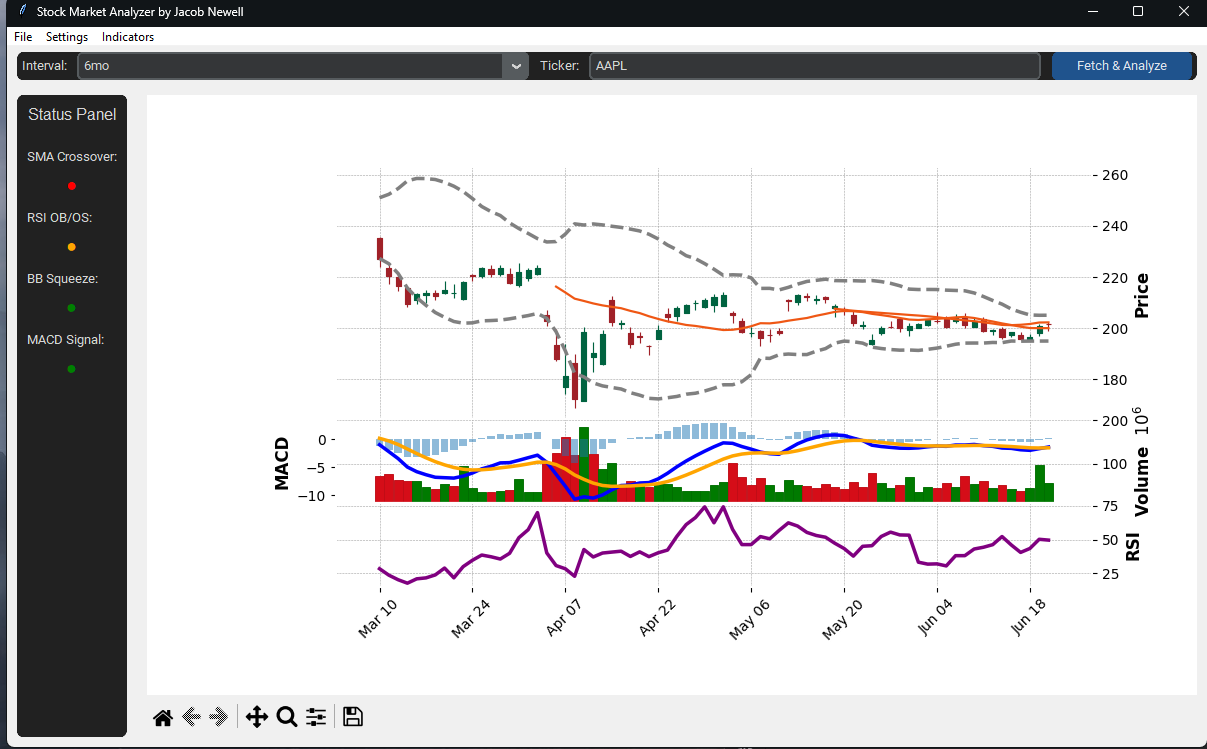 Stock Market Analyzer by Jacob Newell
File Settings Indicators
Interval: 6mo Ticker: AAPL Fetch & Analyze
Status Panel
SMA Crossover:
RSI OB/OS:
BB Squeeze:
MACD Signal:
260
240
220
200
180
Price
0
−5
−10
MACD
200
100
Volume 10⁶
75
50
25
RSI
Mar 10
Mar 24
Apr 07
Apr 22
May 06
May 20
Jun 04
Jun 18